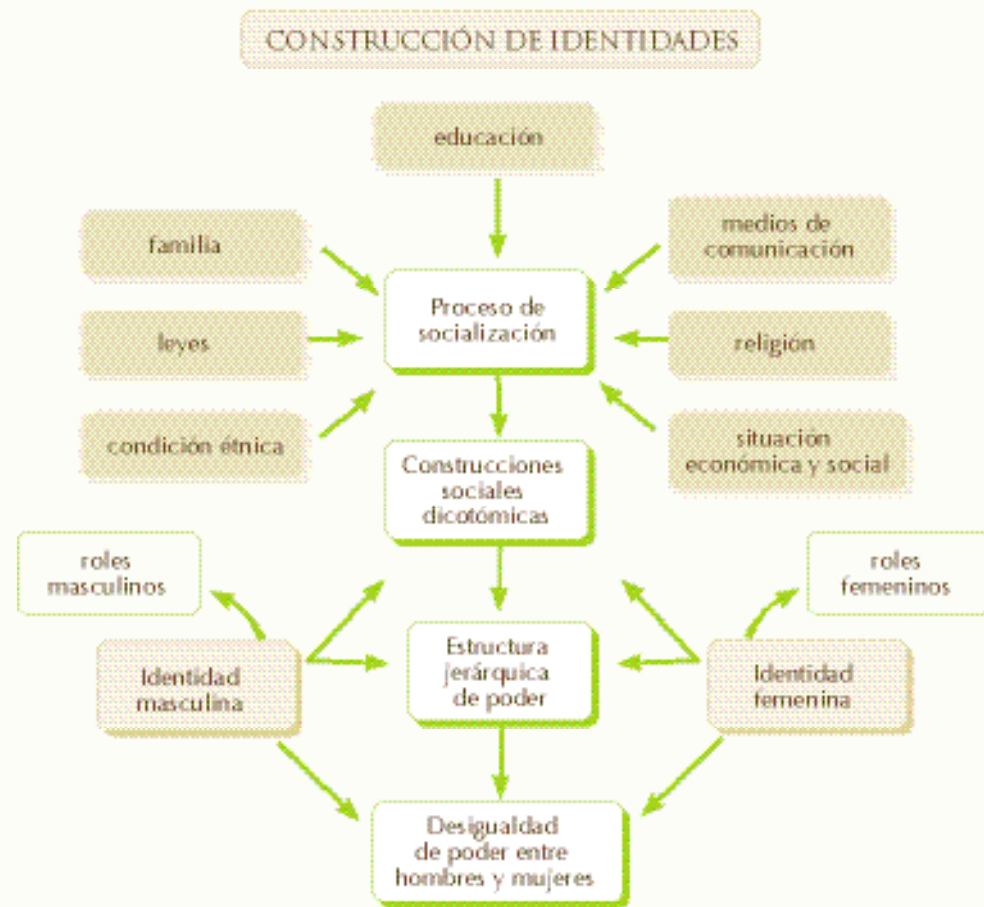 CONSTRUCCIÓN DE IDENTIDADES
educación
familia
medios de
comunicación
Proceso de
socialización
leyes
religión
condición étnica
situación
económica y social
Construcciones
sociales
dicotómicas
roles
masculinos
roles
femeninos
Identidad
masculina
Estructura
jerárquica
de poder
Identidad
femenina
Desigualdad
de poder entre
hombres y mujeres